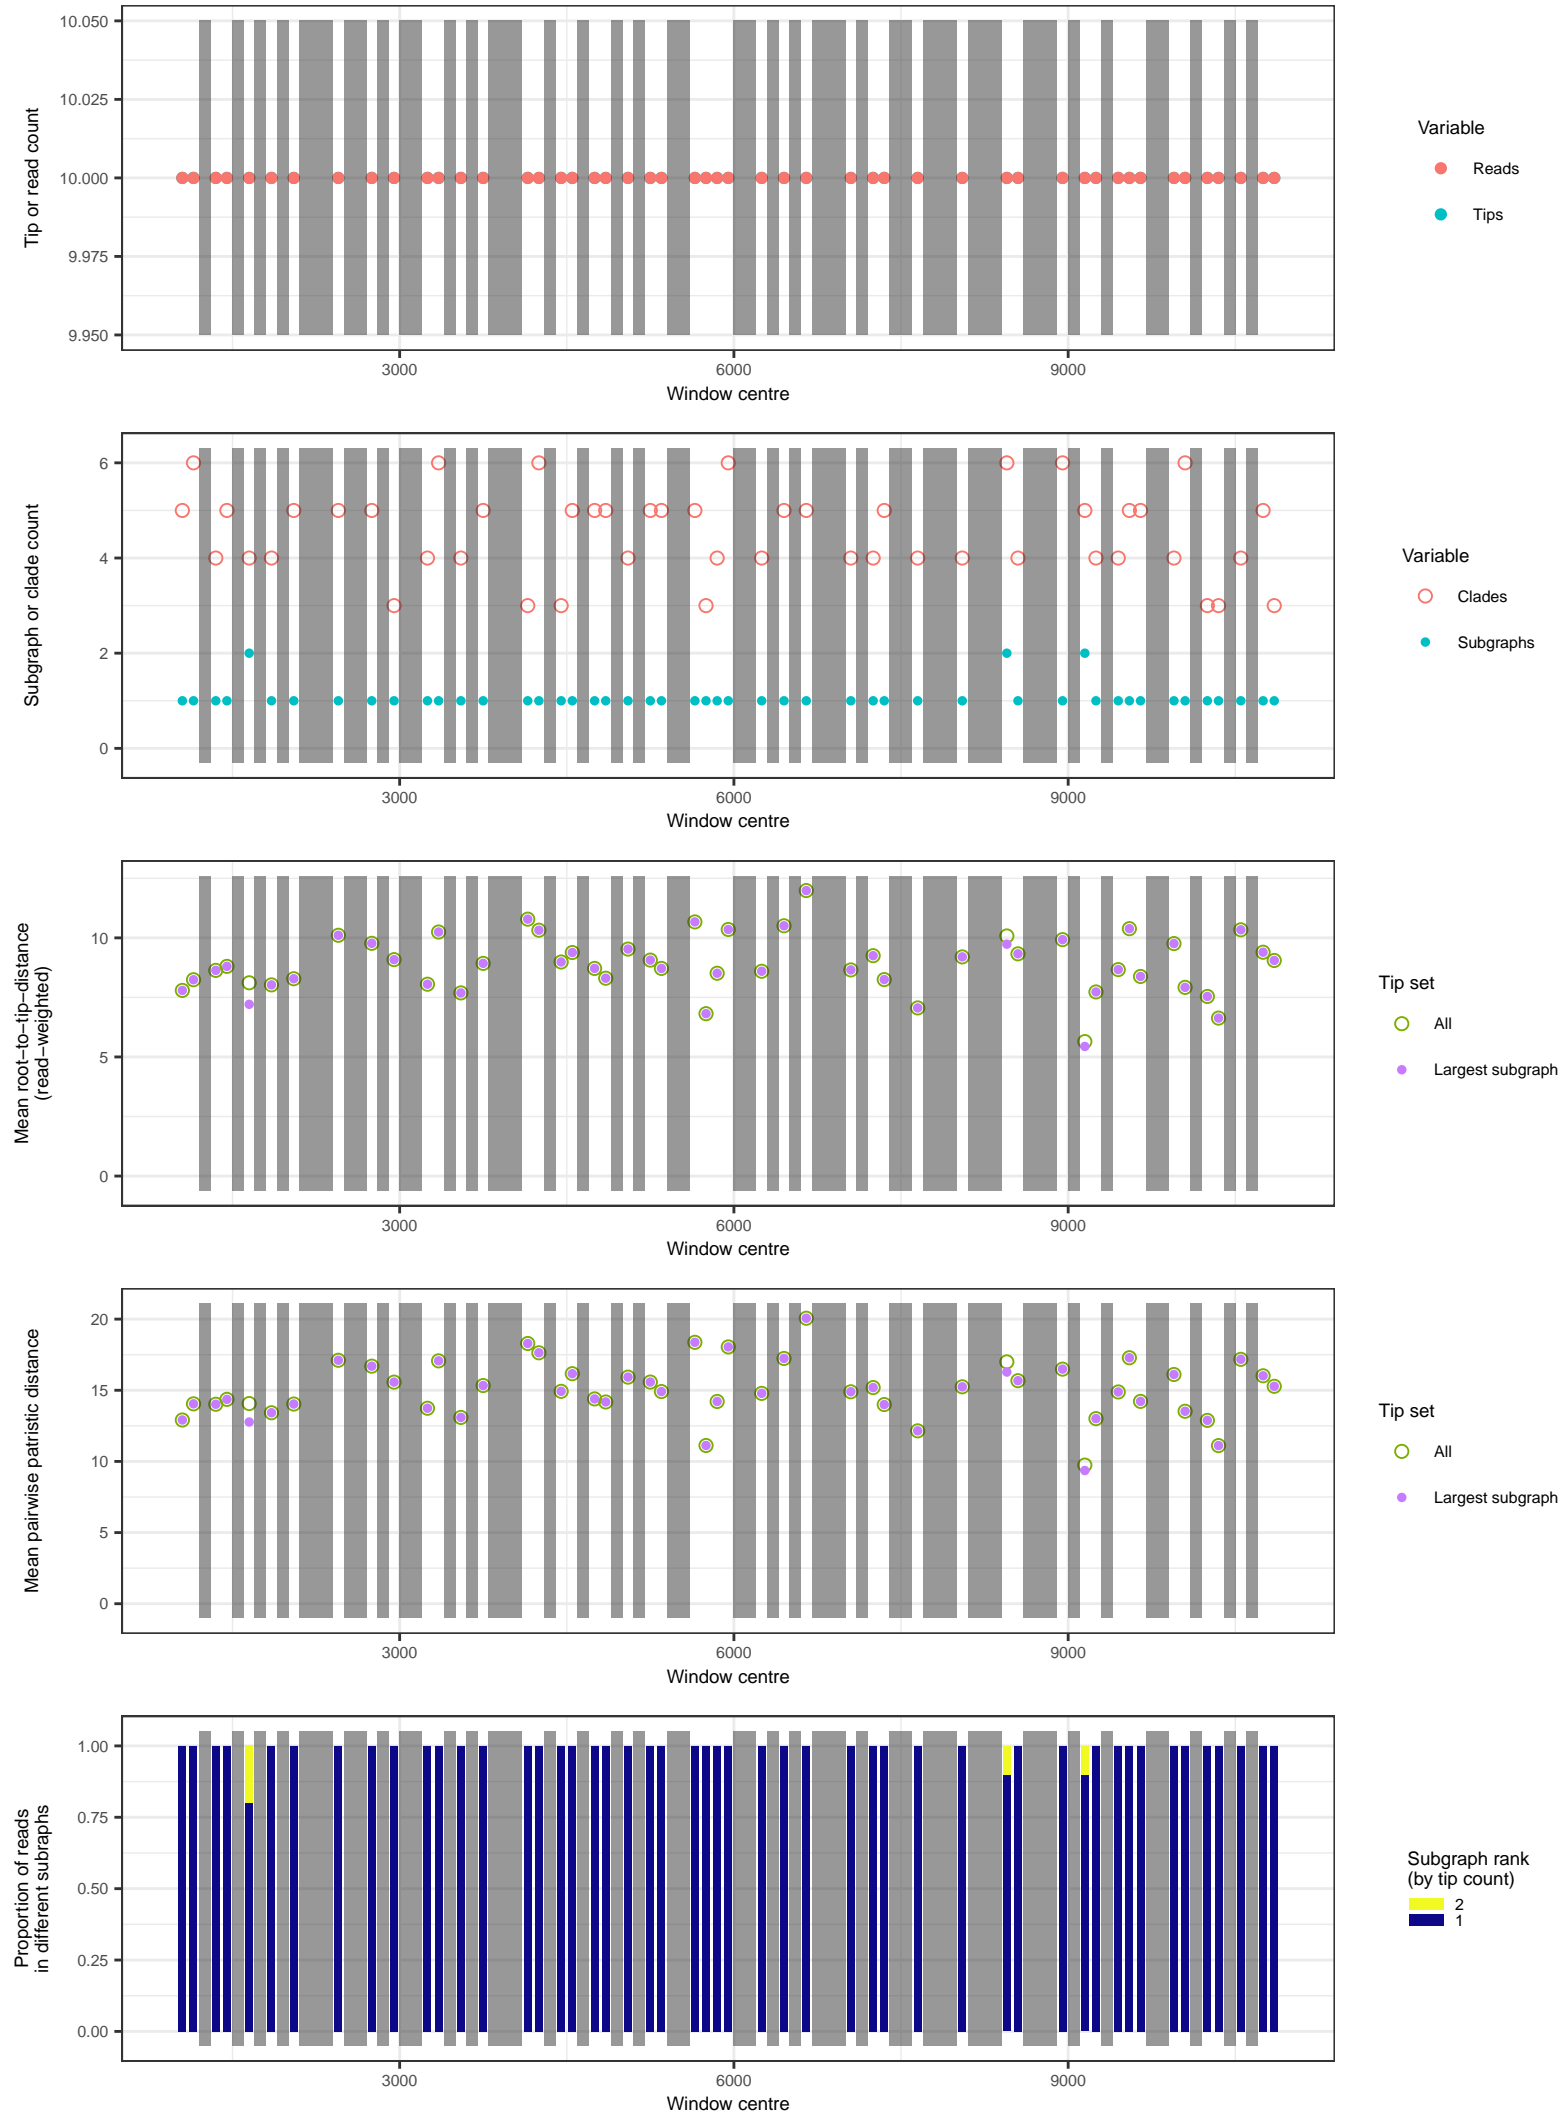 10.050
10.025
10.000
9.975
9.950
Tip or read count
3000
6000
9000
Window centre
Variable
Reads
Tips
6
4
2
0
Subgraph or clade count
3000
6000
9000
Window centre
Variable
Clades
Subgraphs
10
5
0
Mean root−to−tip−distance
(read−weighted)
3000
6000
9000
Window centre
Tip set
All
Largest subgraph
20
15
10
5
0
Mean pairwise patristic distance
3000
6000
9000
Window centre
Tip set
All
Largest subgraph
1.00
0.75
0.50
0.25
0.00
Proportion of reads
in different subraphs
3000
6000
9000
Window centre
Subgraph rank
(by tip count)
2
1